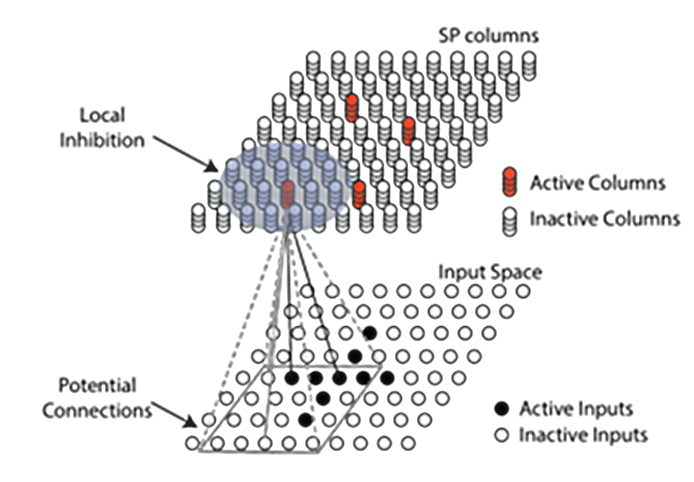 SP columns
Local
Inhibition
Active Columns
Inactive Columns
Input Space
Potential
Connections
Active Inputs
Inactive Inputs